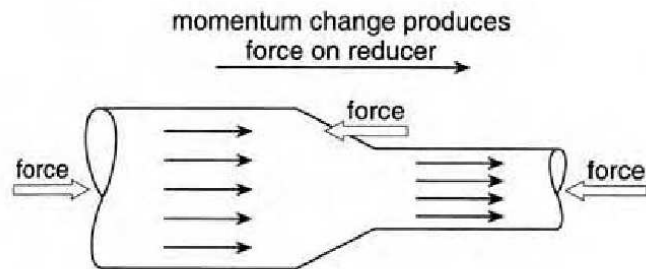 momentum change produces
force on reducer
force
force
force